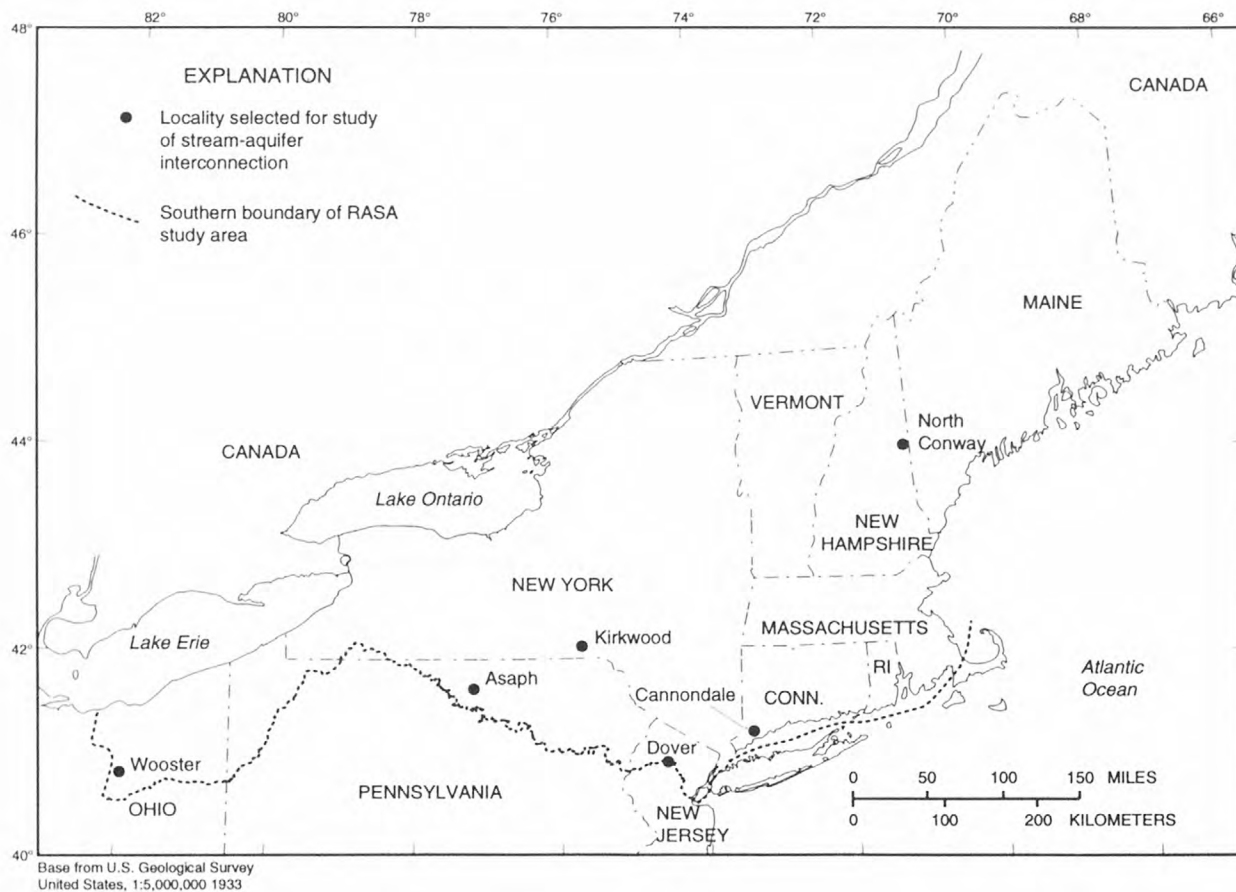 82°
80°
78°
76°
74°
72°
70°
68°
66°
48°
46°
44°
42°
40°
EXPLANATION
Locality selected for study
of stream-aquifer
interconnection
Southern boundary of RASA
study area
CANADA
MAINE
VERMONT
North
Conway
CANADA
Lake Ontario
NEW
HAMPSHIRE
NEW YORK
Kirkwood
MASSACHUSETTS
Lake Erie
RI
Atlantic
Ocean
Asaph
Cannondale
CONN.
Dover
Wooster
OHIO
PENNSYLVANIA
NEW
JERSEY
0 50 100 150 MILES
0 100 200 KILOMETERS
Base from U.S. Geological Survey
United States, 1:5,000,000 1933